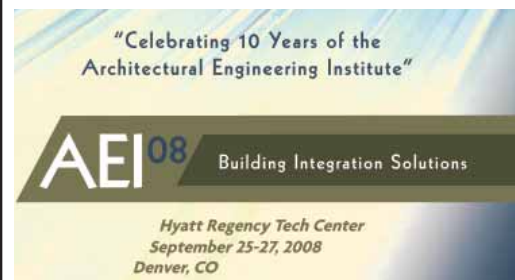 "Celebrating 10 Years of the
Architectural Engineering Institute"
AEI08 Building Integration Solutions
Hyatt Regency Tech Center
September 25-27, 2008
Denver, CO